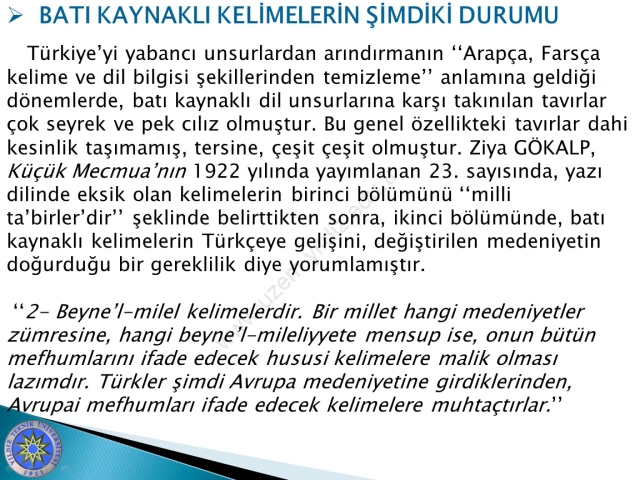 BATI KAYNAKLI KELİMELERİN ŞİMDİKİ DURUMU
Türkiye’yi yabancı unsurlardan arındırmanın ‘‘Arapça, Farsça
kelime ve dil bilgisi şekillerinden temizleme’’ anlamına geldiği
dönemlerde, batı kaynaklı dil unsurlarına karşı takınılan tavırlar
çok seyrek ve pek cılız olmuştur. Bu genel özellikteki tavırlar dahi
kesinlik taşımamış, tersine, çeşit çeşit olmuştur. Ziya GÖKALP,
Küçük Mecmua’nın 1922 yılında yayımlanan 23. sayısında, yazı
dilinde eksik olan kelimelerin birinci bölümünü ‘‘milli
ta’birler’dir’’ şeklinde belirttikten sonra, ikinci bölümünde, batı
kaynaklı kelimelerin Türkçeye gelişini, değiştirilen medeniyetin
doğurduğu bir gereklilik diye yorumlamıştır.
‘‘2- Beyne’l-milel kelimelerdir. Bir millet hangi medeniyetler
zümresine, hangi beyne’l-mileliyyete mensup ise, onun bütün
mefhumlarını ifade edecek hususi kelimelere malik olması
lazımdır. Türkler şimdi Avrupa medeniyetine girdiklerinden,
Avrupai mefhumları ifade edecek kelimelere muhtaçtırlar.’’
YILDIZ TEKNİK ÜNİVERSİTESİ
1911